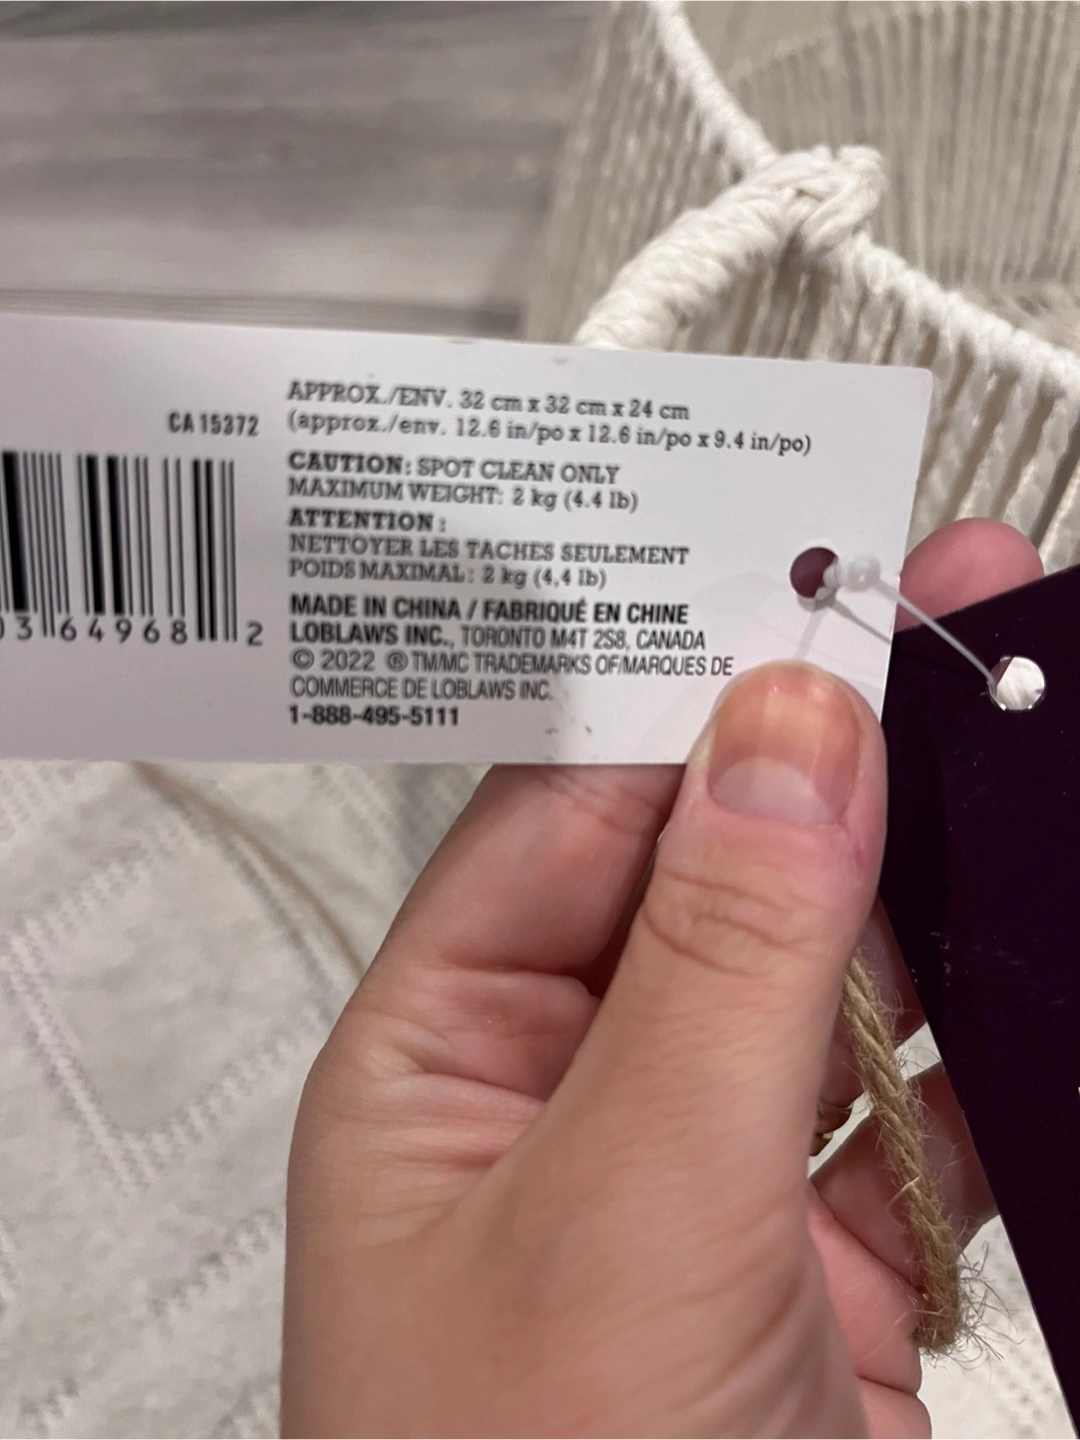 CA 15372
03 64968 2
APPROX./ENV. 32 cm x 32 cm x 24 cm
(approx./env. 12.6 in/po x 12.6 in/po x 9.4 in/po)
CAUTION: SPOT CLEAN ONLY
MAXIMUM WEIGHT: 2 kg (4.4 lb)
ATTENTION :
NETTOYER LES TACHES SEULEMENT
POIDS MAXIMAL : 2 kg (4,4 lb)
MADE IN CHINA / FABRIQUÉ EN CHINE
LOBLAWS INC., TORONTO M4T 2S8, CANADA
© 2022 ® TM/MC TRADEMARKS OF/MARQUES DE
COMMERCE DE LOBLAWS INC.
1-888-495-5111